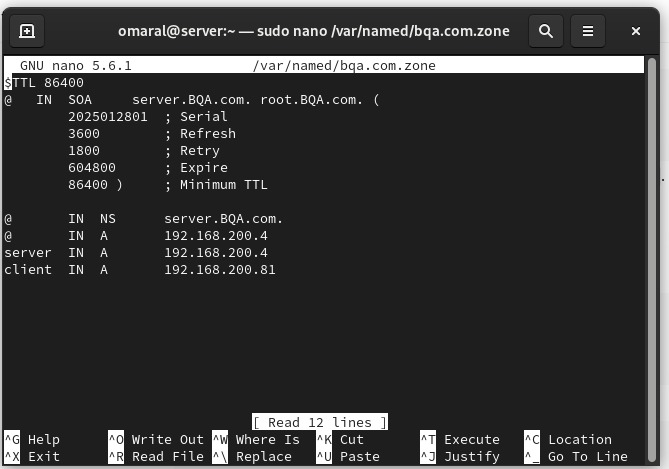 omaral@server:~ — sudo nano /var/named/bqa.com.zone
GNU nano 5.6.1 /var/named/bqa.com.zone
$TTL 86400
@ IN SOA server.BQA.com. root.BQA.com. (
2025012801 ; Serial
3600 ; Refresh
1800 ; Retry
604800 ; Expire
86400 ) ; Minimum TTL
@ IN NS server.BQA.com.
@ IN A 192.168.200.4
server IN A 192.168.200.4
client IN A 192.168.200.81
[ Read 12 lines ]
^G Help ^O Write Out ^W Where Is ^K Cut ^T Execute ^C Location
^X Exit ^R Read File ^\ Replace ^U Paste ^J Justify ^_ Go To Line